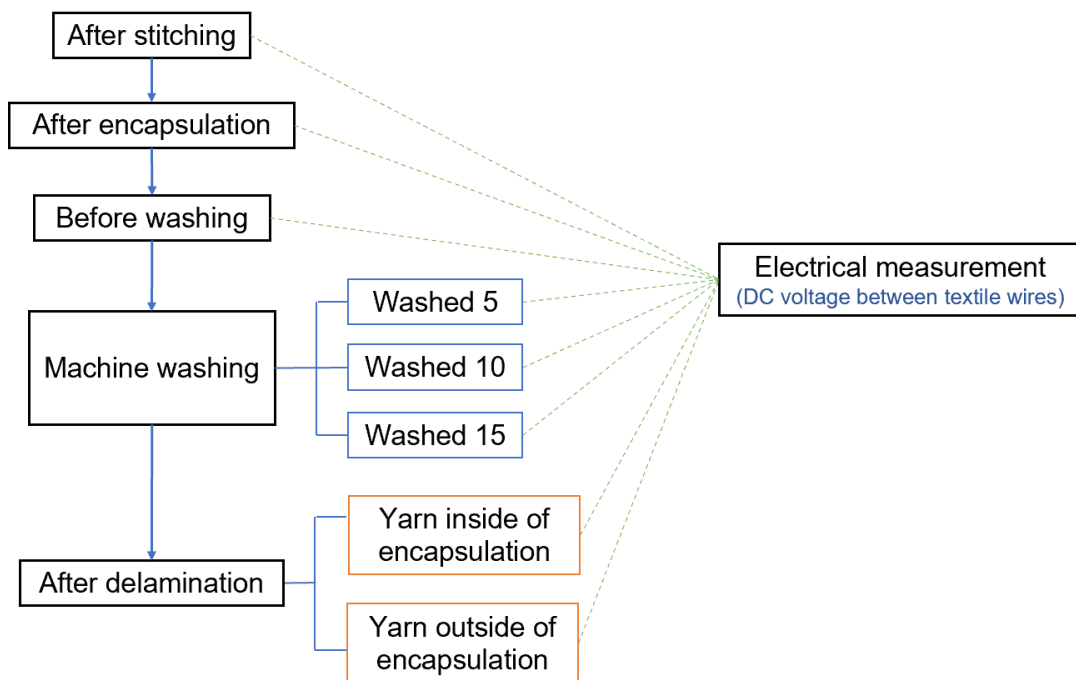 After stitching
After encapsulation
Before washing
Machine washing
Washed 5
Washed 10
Washed 15
After delamination
Yarn inside of
encapsulation
Yarn outside of
encapsulation
Electrical measurement
(DC voltage between textile wires)